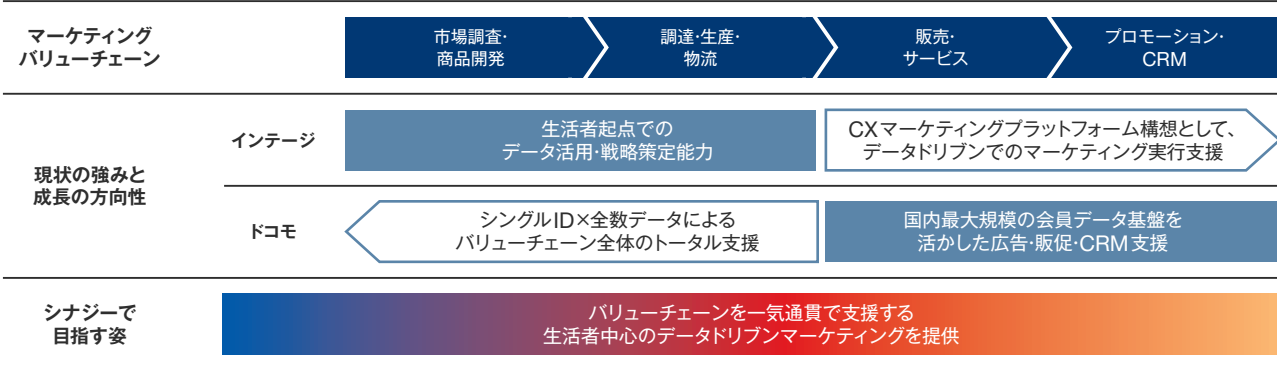 マーケティング
バリューチェーン
市場調査・
商品開発
調達・生産・
物流
販売・
サービス
プロモーション・
CRM
現状の強みと
成長の方向性
インテージ
生活者起点での
データ活用・戦略策定能力
CXマーケティングプラットフォーム構想として、
データドリブンでのマーケティング実行支援
ドコモ
シングルID×全数データによる
バリューチェーン全体のトータル支援
国内最大規模の会員データ基盤を
活かした広告・販促・CRM支援
シナジーで
目指す姿
バリューチェーンを一気通貫で支援する
生活者中心のデータドリブンマーケティングを提供